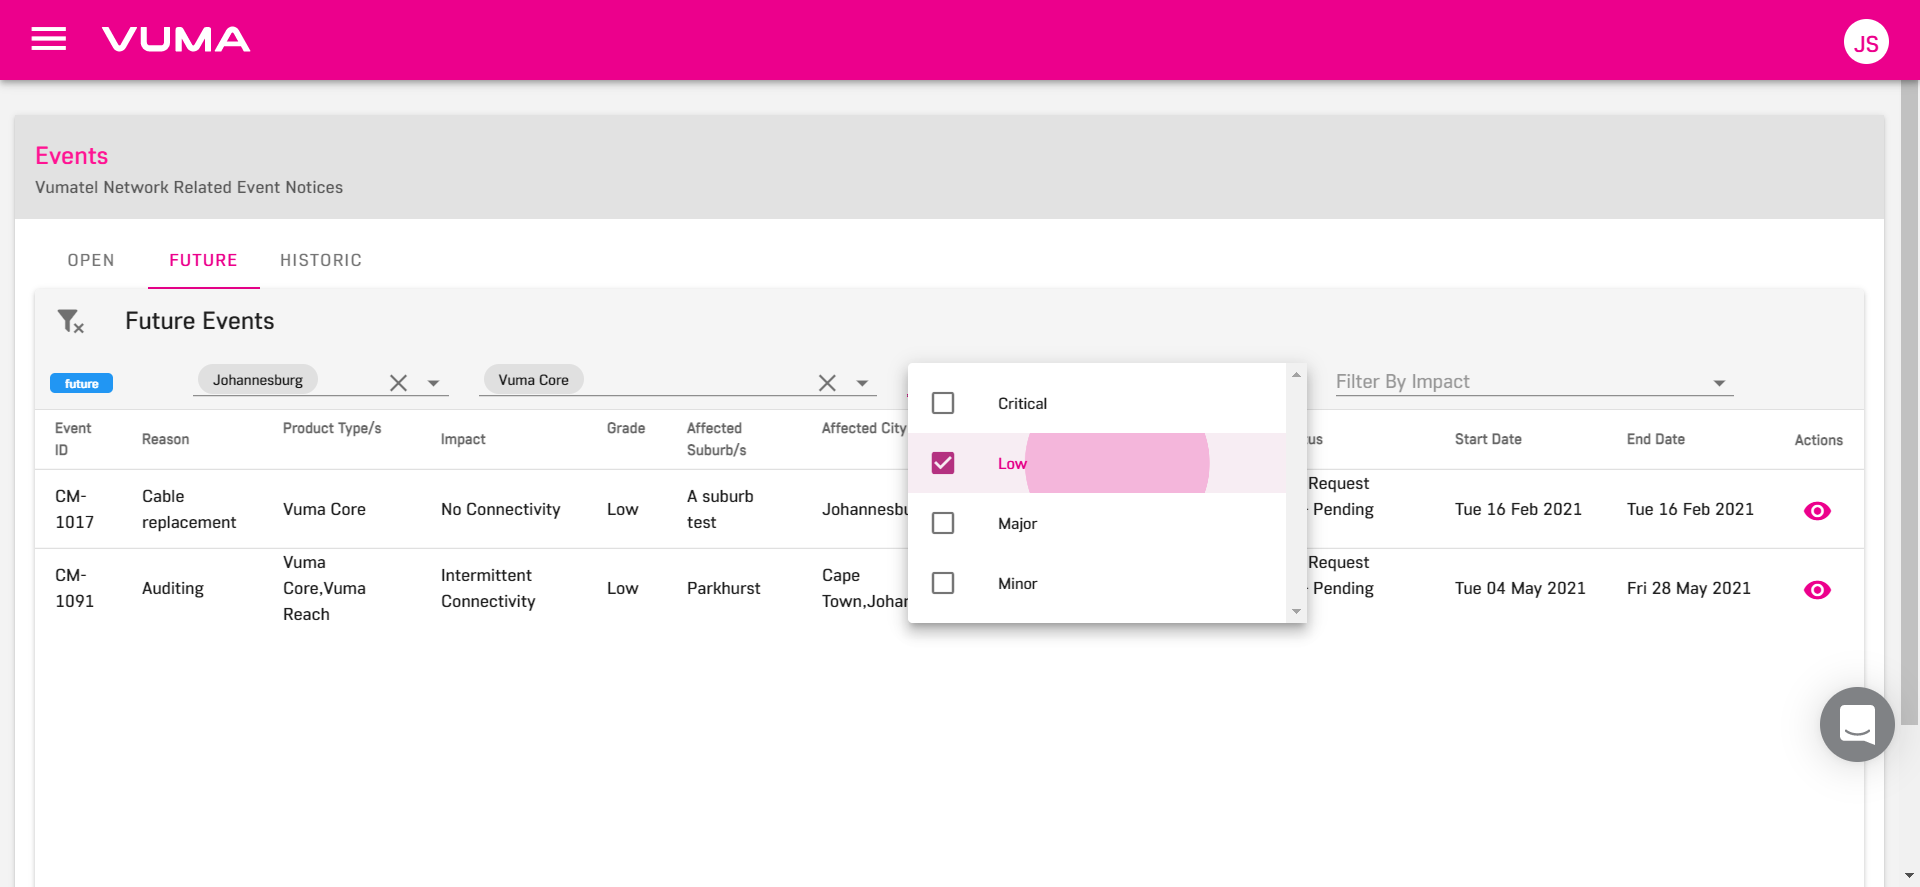 VUMA
JS
Events
Vumatel Network Related Event Notices
OPEN
FUTURE
HISTORIC
Future Events
future
Johannesburg
Vuma Core
Filter By Impact
Critical
Low
Major
Minor
Event
ID
Reason
Product Type/s
Impact
Grade
Affected
Suburb/s
Affected City
us
Start Date
End Date
Actions
CM-
1017
Cable
replacement
Vuma Core
No Connectivity
Low
A suburb
test
Johannesbu
Request
- Pending
Tue 16 Feb 2021
Tue 16 Feb 2021
CM-
1091
Auditing
Vuma
Core,Vuma
Reach
Intermittent
Connectivity
Low
Parkhurst
Cape
Town,Johan
Request
- Pending
Tue 04 May 2021
Fri 28 May 2021